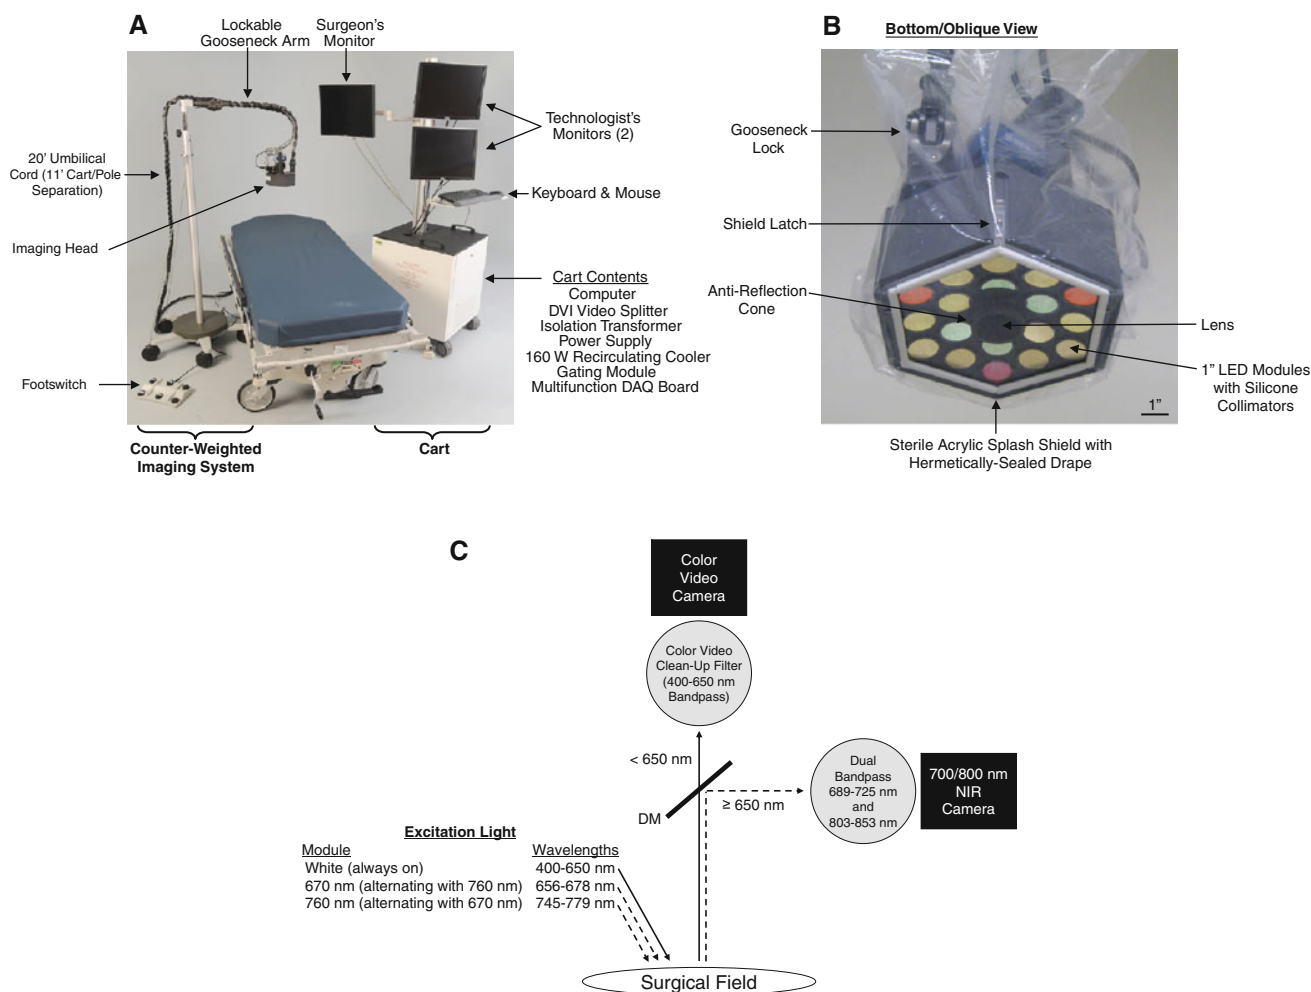 A
Lockable
Gooseneck Arm
Surgeon's
Monitor
Technologist's
Monitors (2)
20' Umbilical
Cord (11' Cart/Pole
Separation)
Keyboard & Mouse
Imaging Head
Cart Contents
Computer
DVI Video Splitter
Isolation Transformer
Power Supply
160 W Recirculating Cooler
Gating Module
Multifunction DAQ Board
Footswitch
Counter-Weighted
Imaging System
Cart
B
Bottom/Oblique View
Gooseneck
Lock
Shield Latch
Anti-Reflection
Cone
Lens
1" LED Modules
with Silicone
Collimators
1"
Sterile Acrylic Splash Shield with
Hermetically-Sealed Drape
C
Color
Video
Camera
Color Video
Clean-Up Filter
(400-650 nm
Bandpass)
< 650 nm
DM
≥ 650 nm
Dual
Bandpass
689-725 nm
and
803-853 nm
700/800 nm
NIR
Camera
Excitation Light
Module Wavelengths
White (always on) 400-650 nm
670 nm (alternating with 760 nm) 656-678 nm
760 nm (alternating with 670 nm) 745-779 nm
Surgical Field